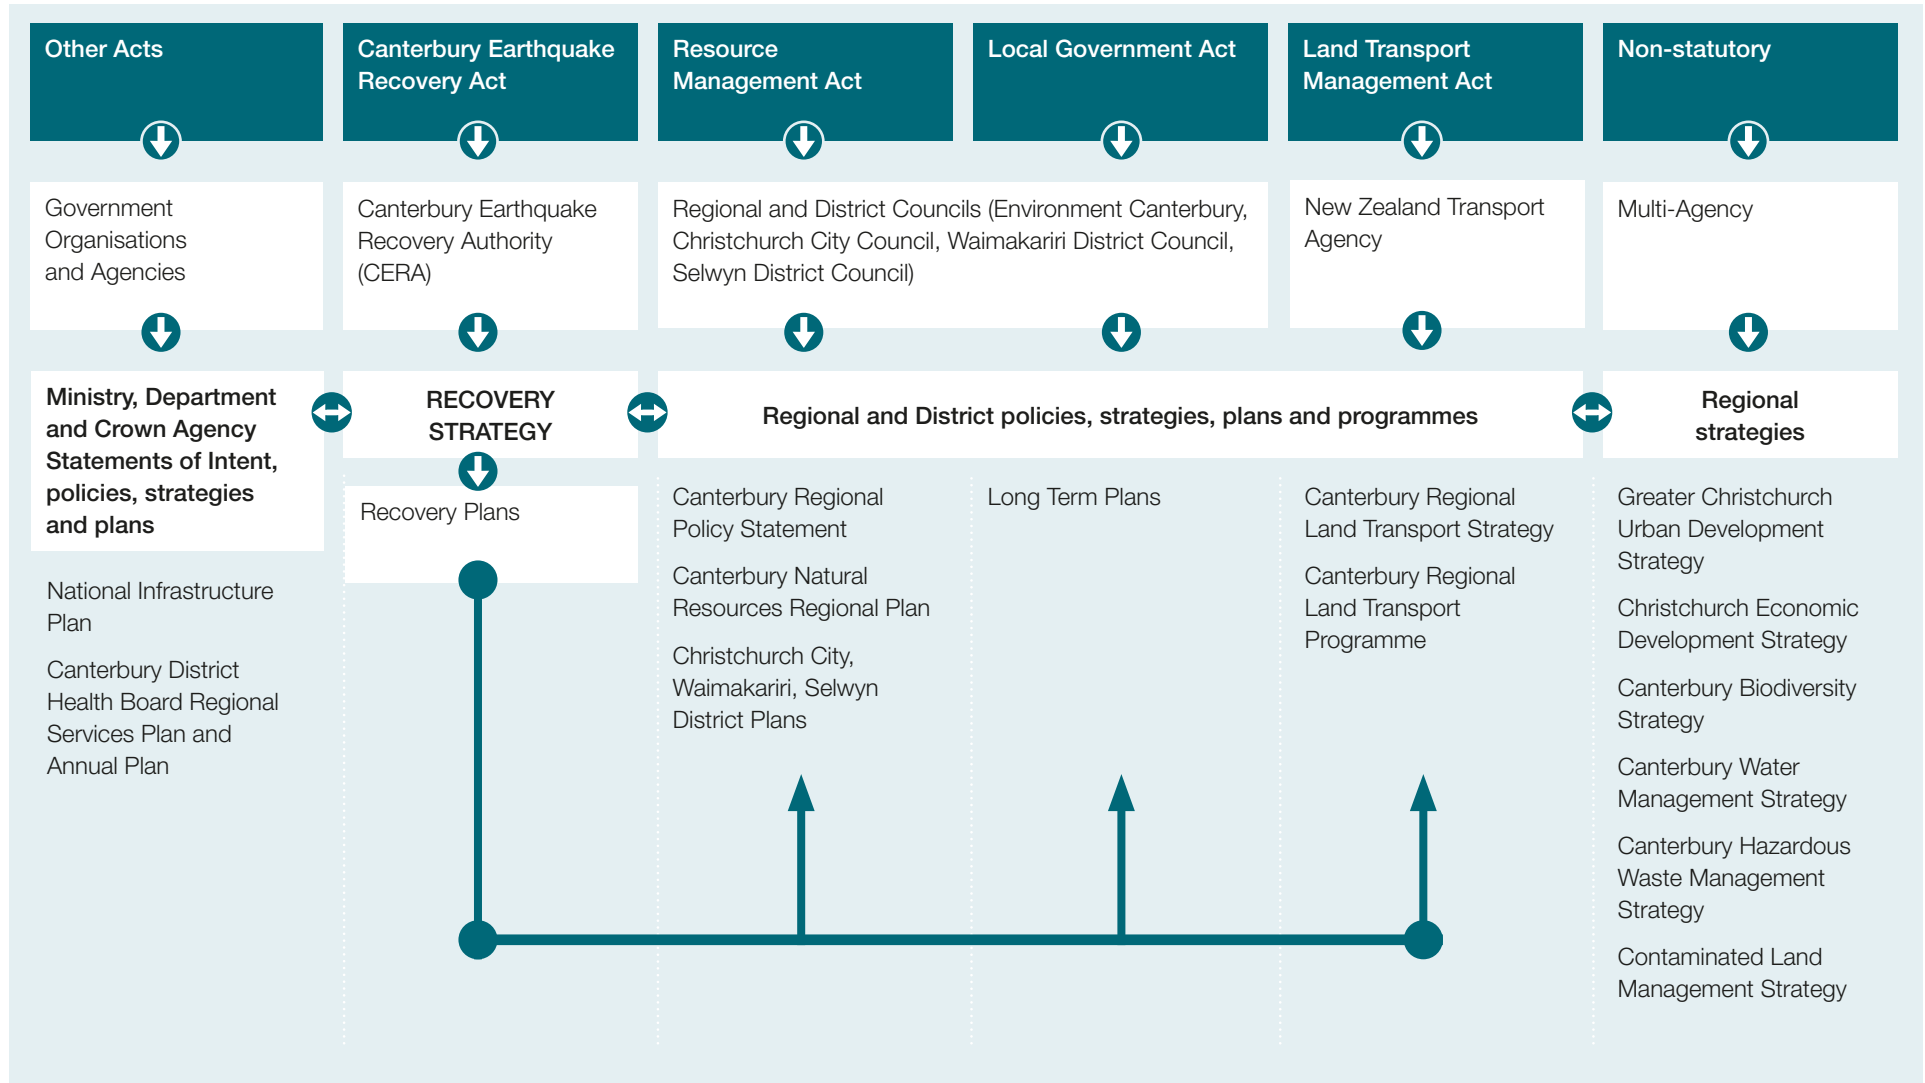 Other Acts
Canterbury Earthquake
Recovery Act
Resource
Management Act
Local Government Act
Land Transport
Management Act
Non-statutory
Government
Organisations
and Agencies
Canterbury Earthquake
Recovery Authority
(CERA)
Regional and District Councils (Environment Canterbury,
Christchurch City Council, Waimakariri District Council,
Selwyn District Council)
New Zealand Transport
Agency
Multi-Agency
Ministry, Department
and Crown Agency
Statements of Intent,
policies, strategies
and plans
RECOVERY
STRATEGY
Regional and District policies, strategies, plans and programmes
Regional
strategies
National Infrastructure
Plan
Canterbury District
Health Board Regional
Services Plan and
Annual Plan
Recovery Plans
Canterbury Regional
Policy Statement
Canterbury Natural
Resources Regional Plan
Christchurch City,
Waimakariri, Selwyn
District Plans
Long Term Plans
Canterbury Regional
Land Transport Strategy
Canterbury Regional
Land Transport
Programme
Greater Christchurch
Urban Development
Strategy
Christchurch Economic
Development Strategy
Canterbury Biodiversity
Strategy
Canterbury Water
Management Strategy
Canterbury Hazardous
Waste Management
Strategy
Contaminated Land
Management Strategy